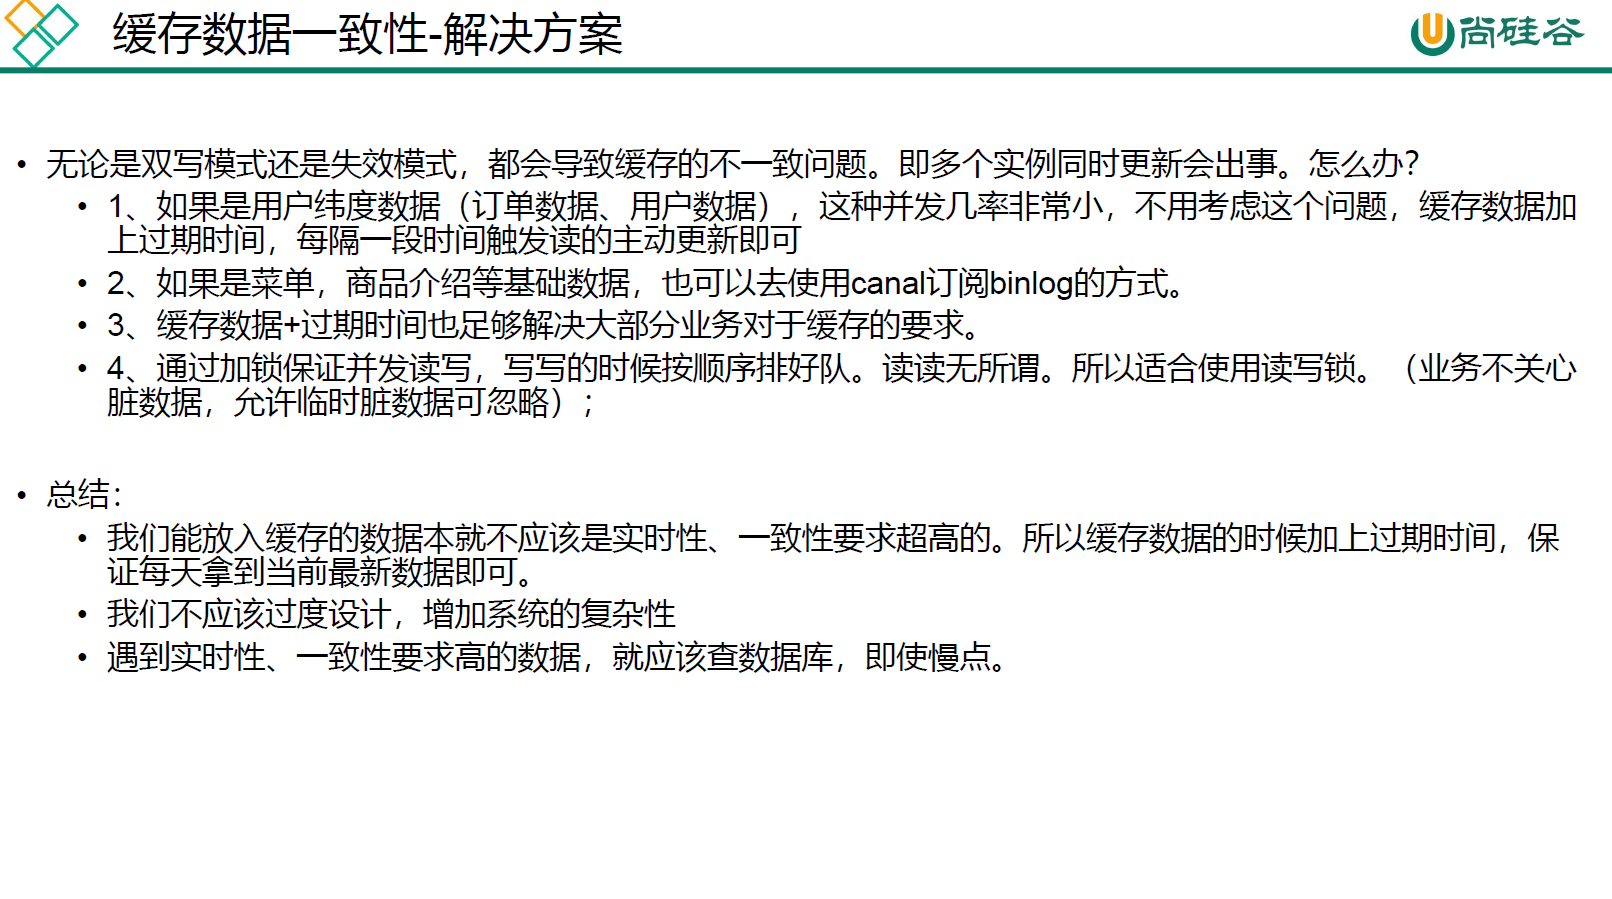 缓存数据一致性-解决方案
尚硅谷
• 无论是双写模式还是失效模式，都会导致缓存的不一致问题。即多个实例同时更新会出事。怎么办？
• 1、如果是用户纬度数据（订单数据、用户数据），这种并发几率非常小，不用考虑这个问题，缓存数据加
上过期时间，每隔一段时间触发读的主动更新即可
• 2、如果是菜单，商品介绍等基础数据，也可以去使用canal订阅binlog的方式。
• 3、缓存数据+过期时间也足够解决大部分业务对于缓存的要求。
• 4、通过加锁保证并发读写，写写的时候按顺序排好队。读读无所谓。所以适合使用读写锁。（业务不关心
脏数据，允许临时脏数据可忽略）；
• 总结：
• 我们能放入缓存的数据本就不应该是实时性、一致性要求超高的。所以缓存数据的时候加上过期时间，保
证每天拿到当前最新数据即可。
• 我们不应该过度设计，增加系统的复杂性
• 遇到实时性、一致性要求高的数据，就应该查数据库，即使慢点。